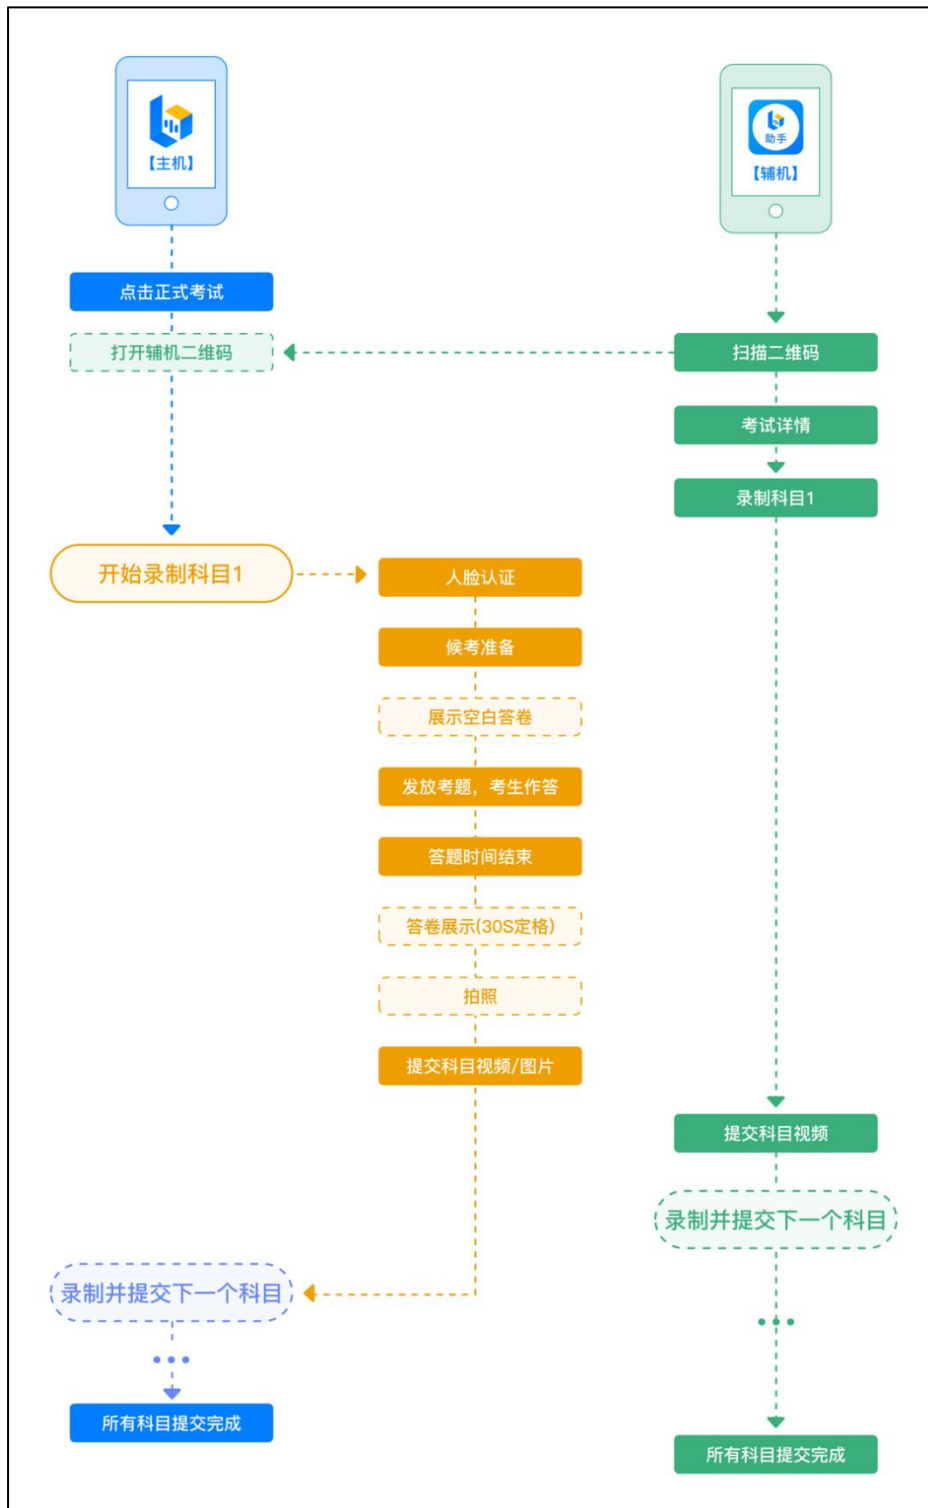 【主机】
助手
【辅机】
点击正式考试
打开辅机二维码
扫描二维码
考试详情
录制科目1
开始录制科目1
人脸认证
候考准备
展示空白答卷
发放考题，考生作答
答题时间结束
答卷展示(30S定格)
拍照
提交科目视频/图片
提交科目视频
录制并提交下一个科目
录制并提交下一个科目
所有科目提交完成
所有科目提交完成